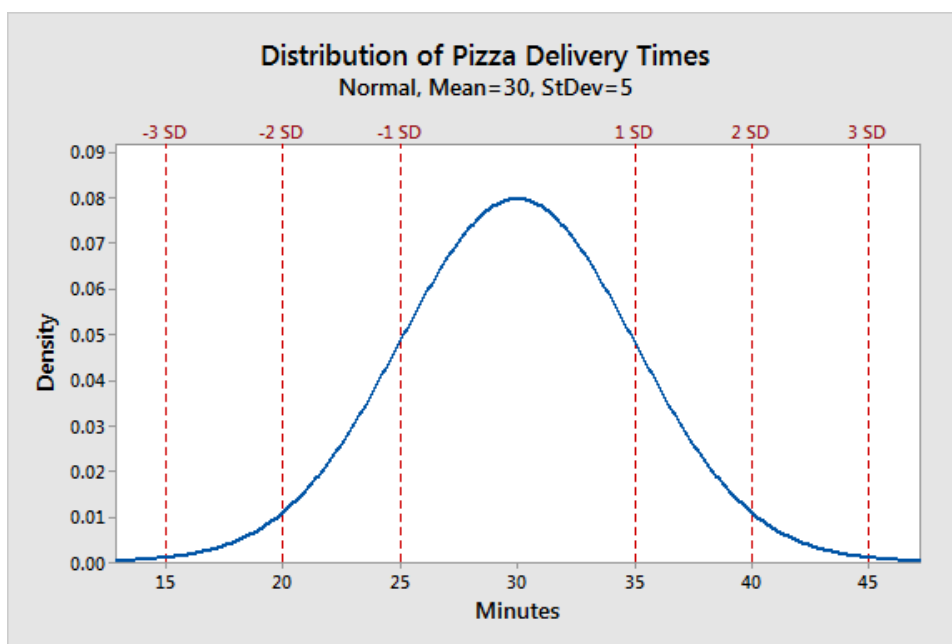 Distribution of Pizza Delivery Times
Normal, Mean=30, StDev=5
-3 SD -2 SD -1 SD 1 SD 2 SD 3 SD
0.09
0.08
0.07
0.06
0.05
0.04
0.03
0.02
0.01
0.00
Density
15 20 25 30 35 40 45
Minutes